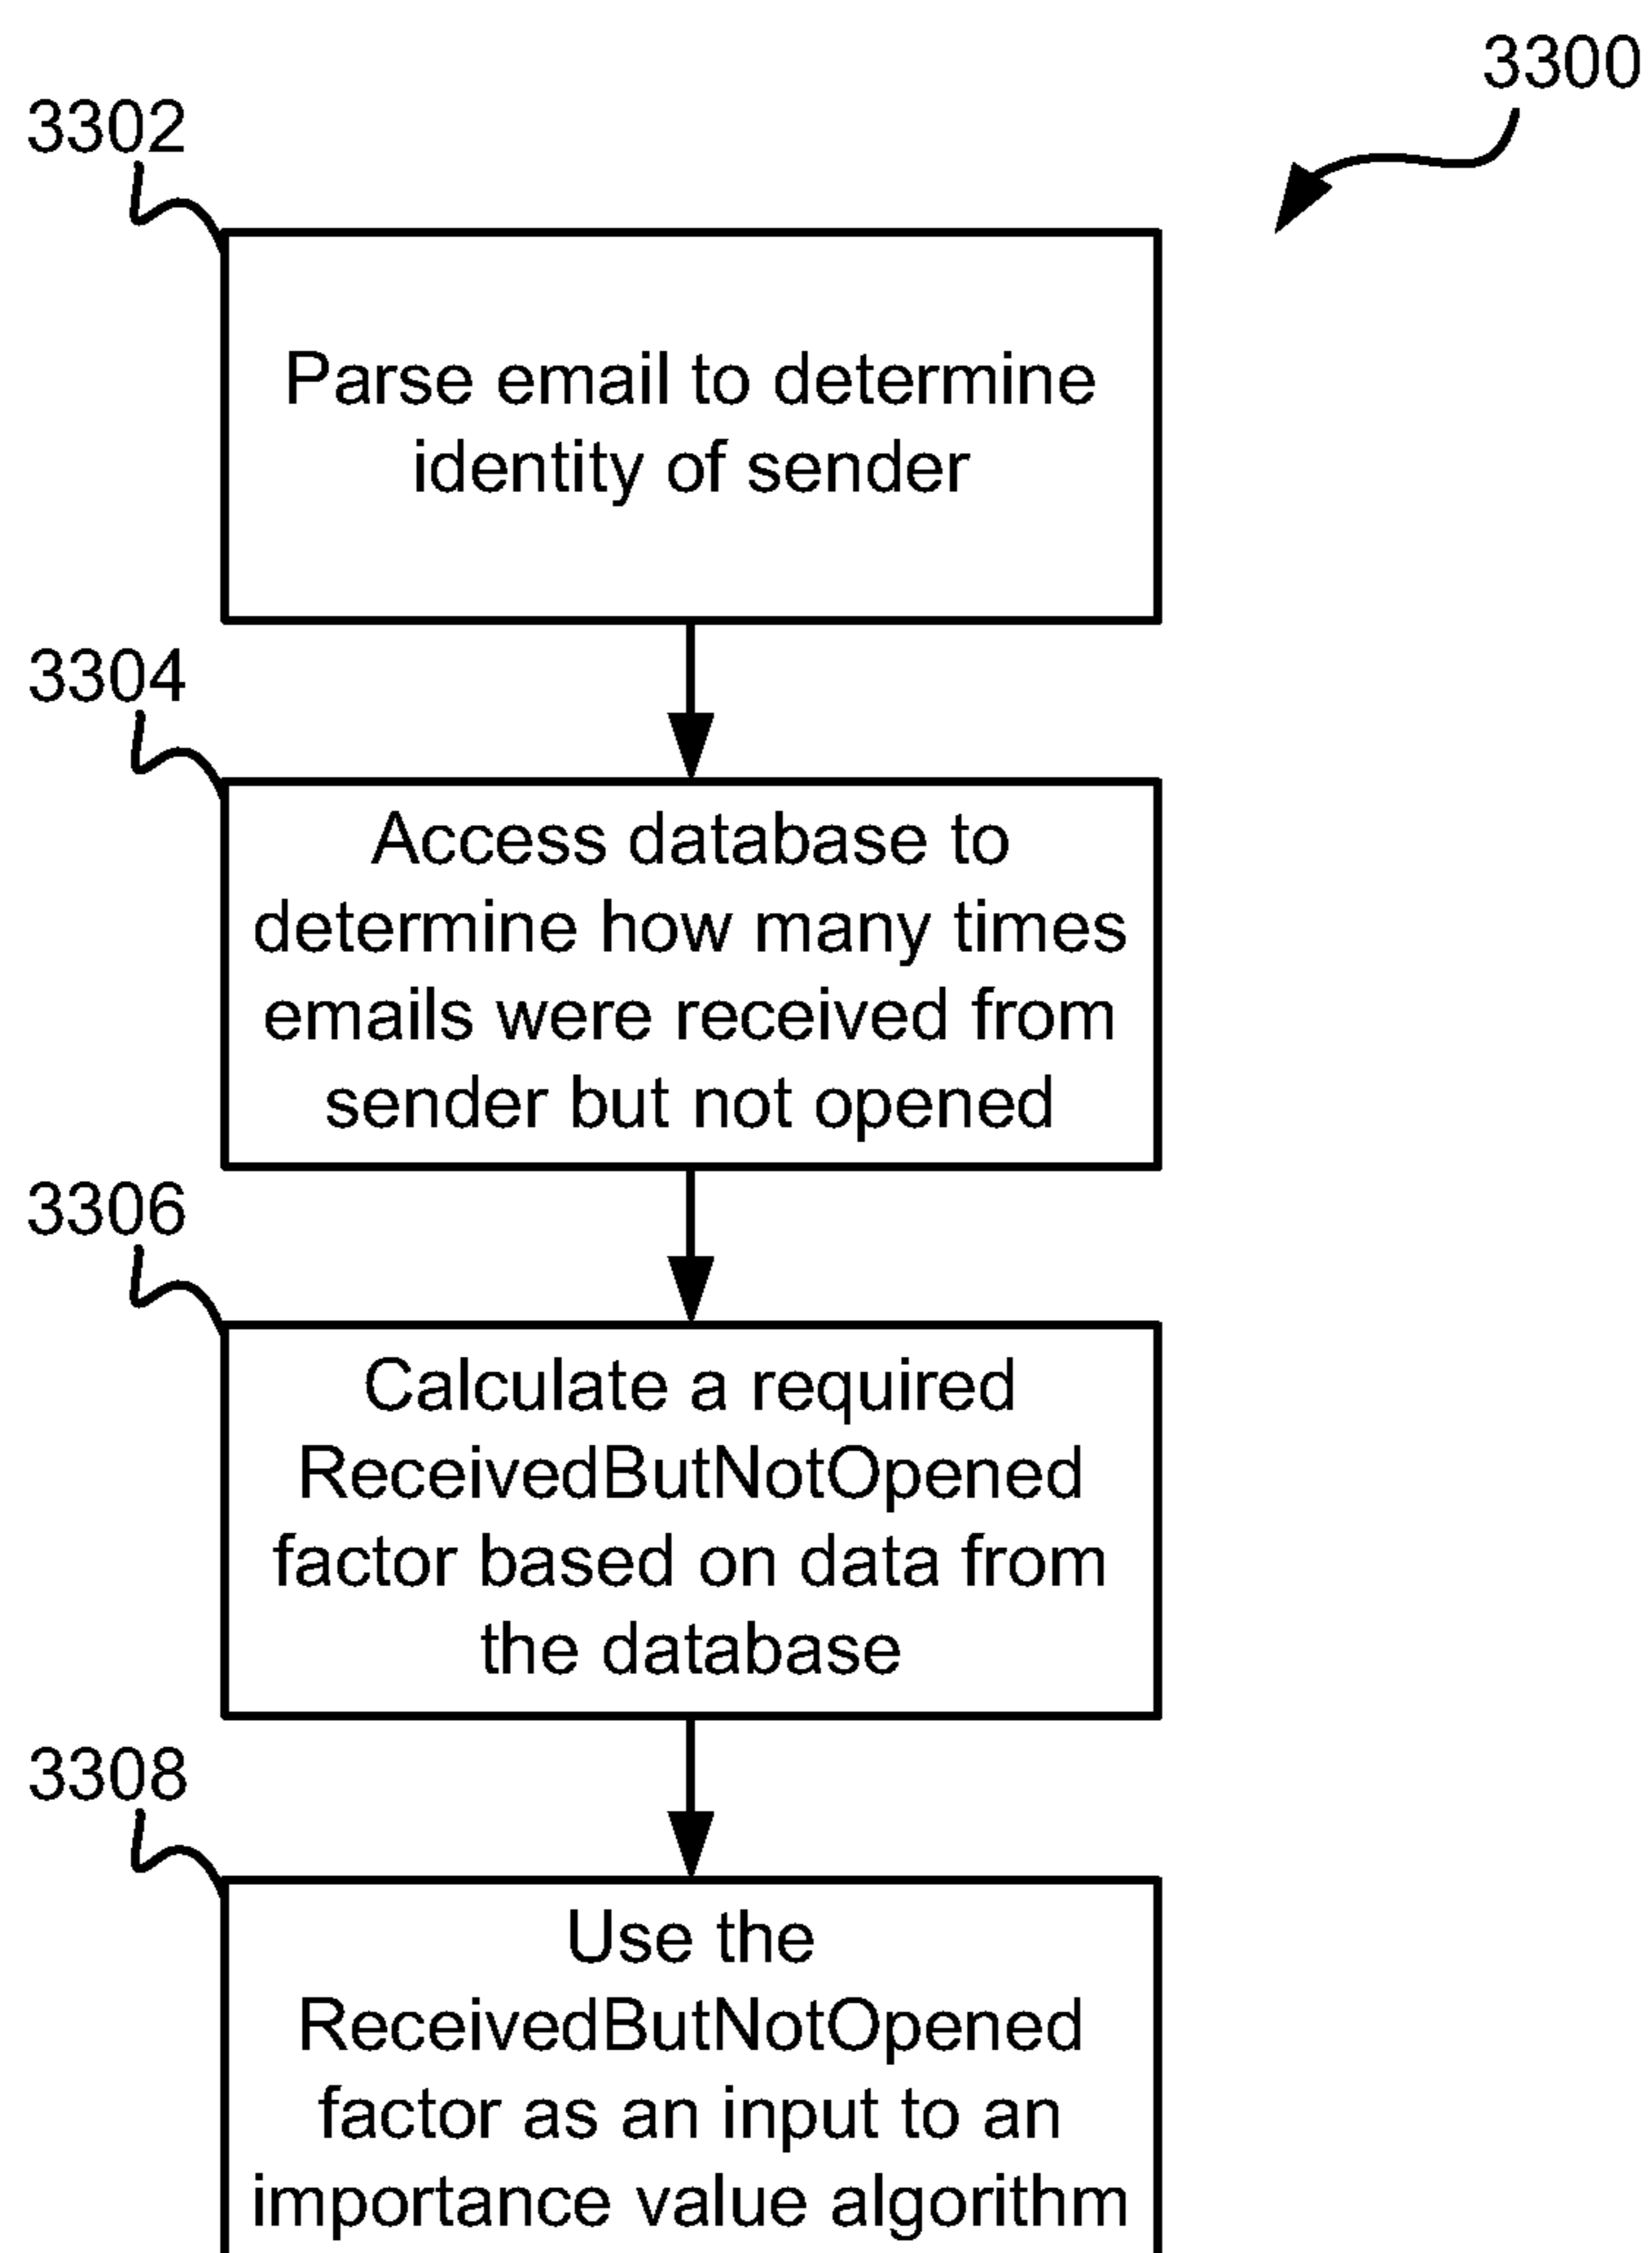 3300
3302
Parse email to determine
identity of sender
3304
Access database to
determine how many times
emails were received from
sender but not opened
3306
Calculate a required
ReceivedButNotOpened
factor based on data from
the database
3308
Use the
ReceivedButNotOpened
factor as an input to an
importance value algorithm